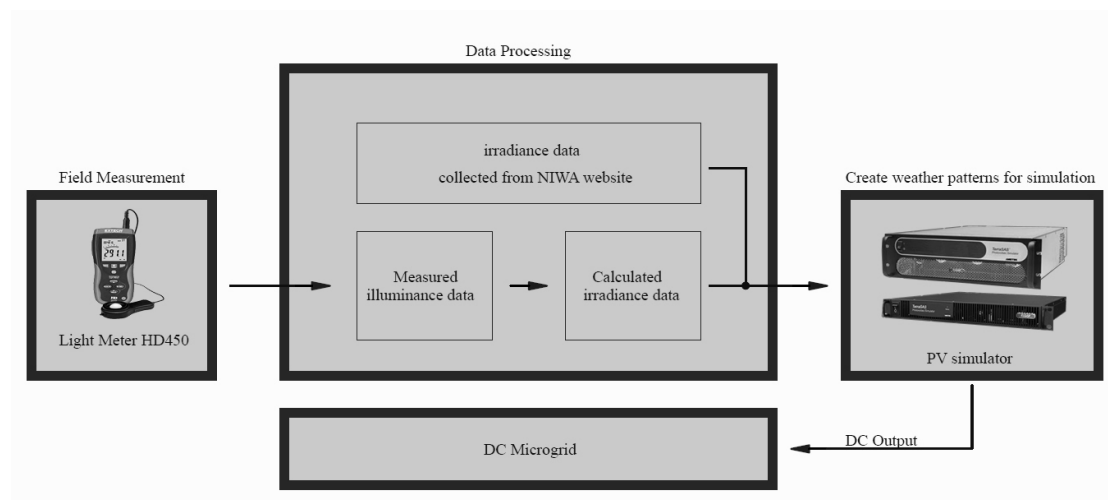 Data Processing
irradiance data
collected from NIWA website
Field Measurement
Create weather patterns for simulation
2911
Measured
illuminance data
Calculated
irradiance data
Light Meter HD450
PV simulator
DC Output
DC Microgrid